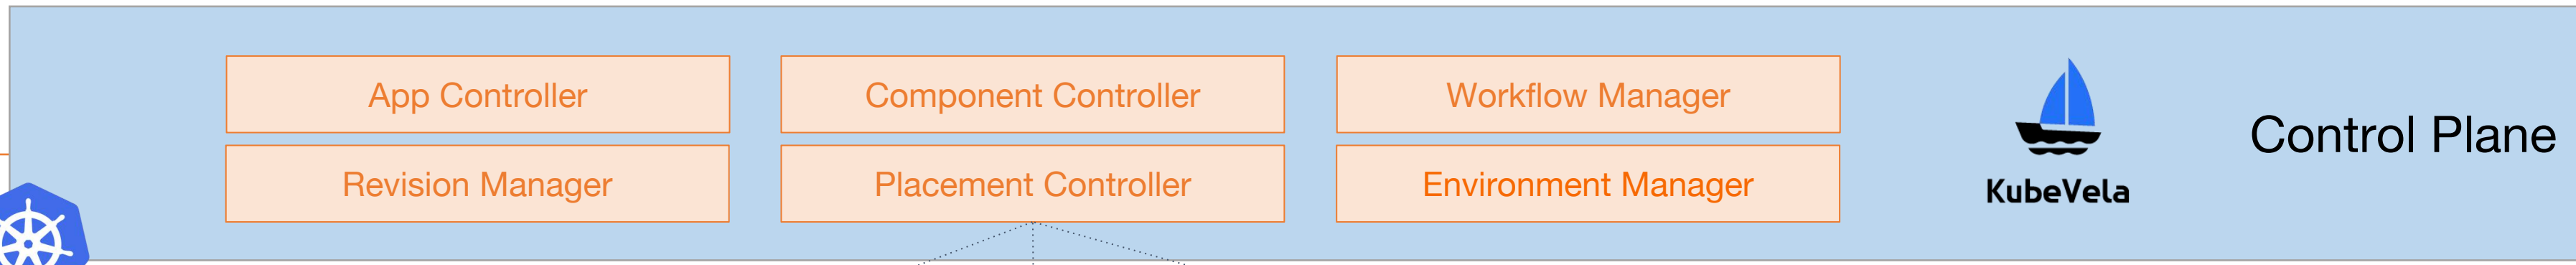 App Controller
Component Controller
Workflow Manager
Revision Manager
Placement Controller
Environment Manager
KubeVela
Control Plane